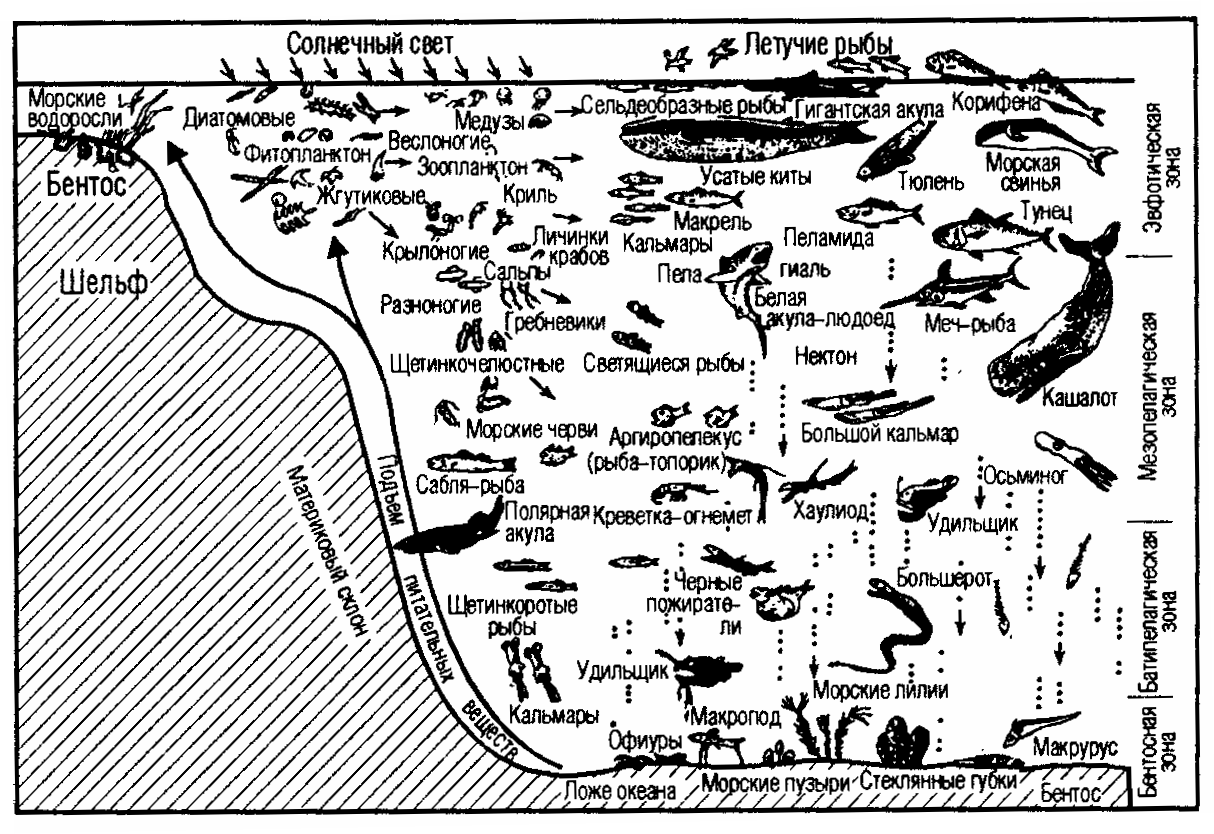 Солнечный свет
Летучие рыбы
Морские
водоросли
Диатомовые
Медузы
Сельдеобразные рыбы
Гигантская акула
Корифена
Веслоногие
Фитопланктон
Зоопланктон
Бентос
Жгутиковые
Криль
Усатые киты
Тюлень
Морская
свинья
Эвфотическая
зона
Макрель
Тунец
Крылоногие
Личинки
крабов
Кальмары
Пеламида
Сальпы
Пепа
гиаль
Шельф
Разноногие
Гребневики
Белая
акула-людоед
Меч-рыба
Щетинкочелюстные
Светящиеся рыбы
Нектон
Кашалот
Мезопелагическая
зона
Морские черви
Аргиропелекус
(рыба-топорик)
Большой кальмар
Сабля-рыба
Осьминог
Полярная
акула
Креветка-огнемет
Хаулиод
Удильщик
Материковый склон
Подъем
питательных
веществ
Черные
пожирате-
ли
Большерот
Щетинкоротые
рыбы
Батипелагическая
зона
Удильщик
Морские лилии
Кальмары
Макропод
Офиуры
Макрурус
Бентосная
зона
Ложе океана
Морские пузыри
Стеклянные губки
Бентос